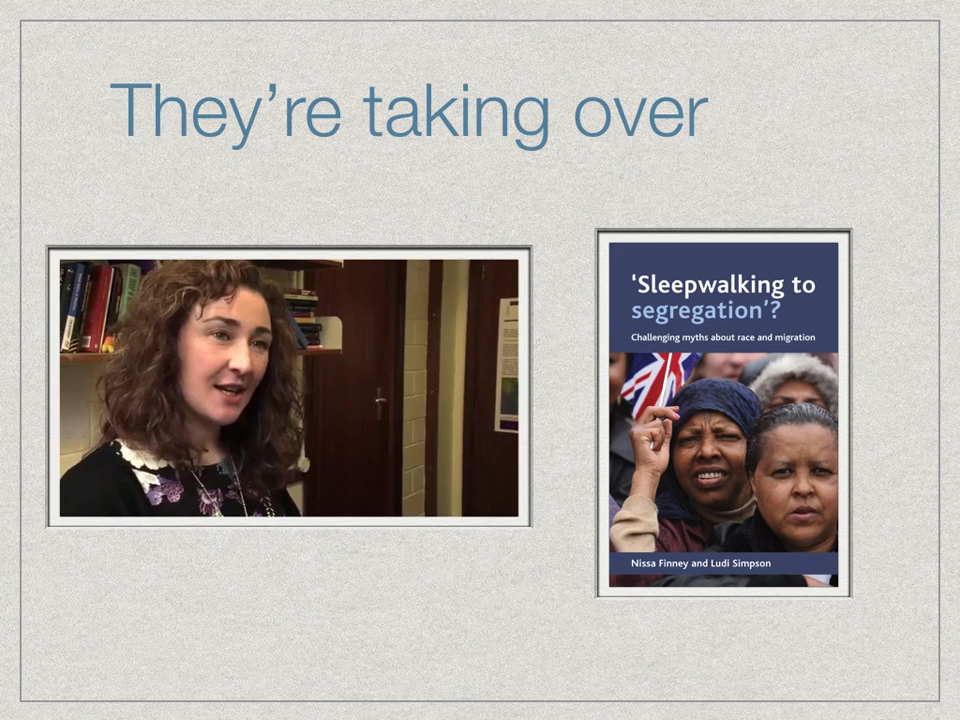 They’re taking over
‘Sleepwalking to
segregation’?
Challenging myths about race and migration
Nissa Finney and Ludi Simpson